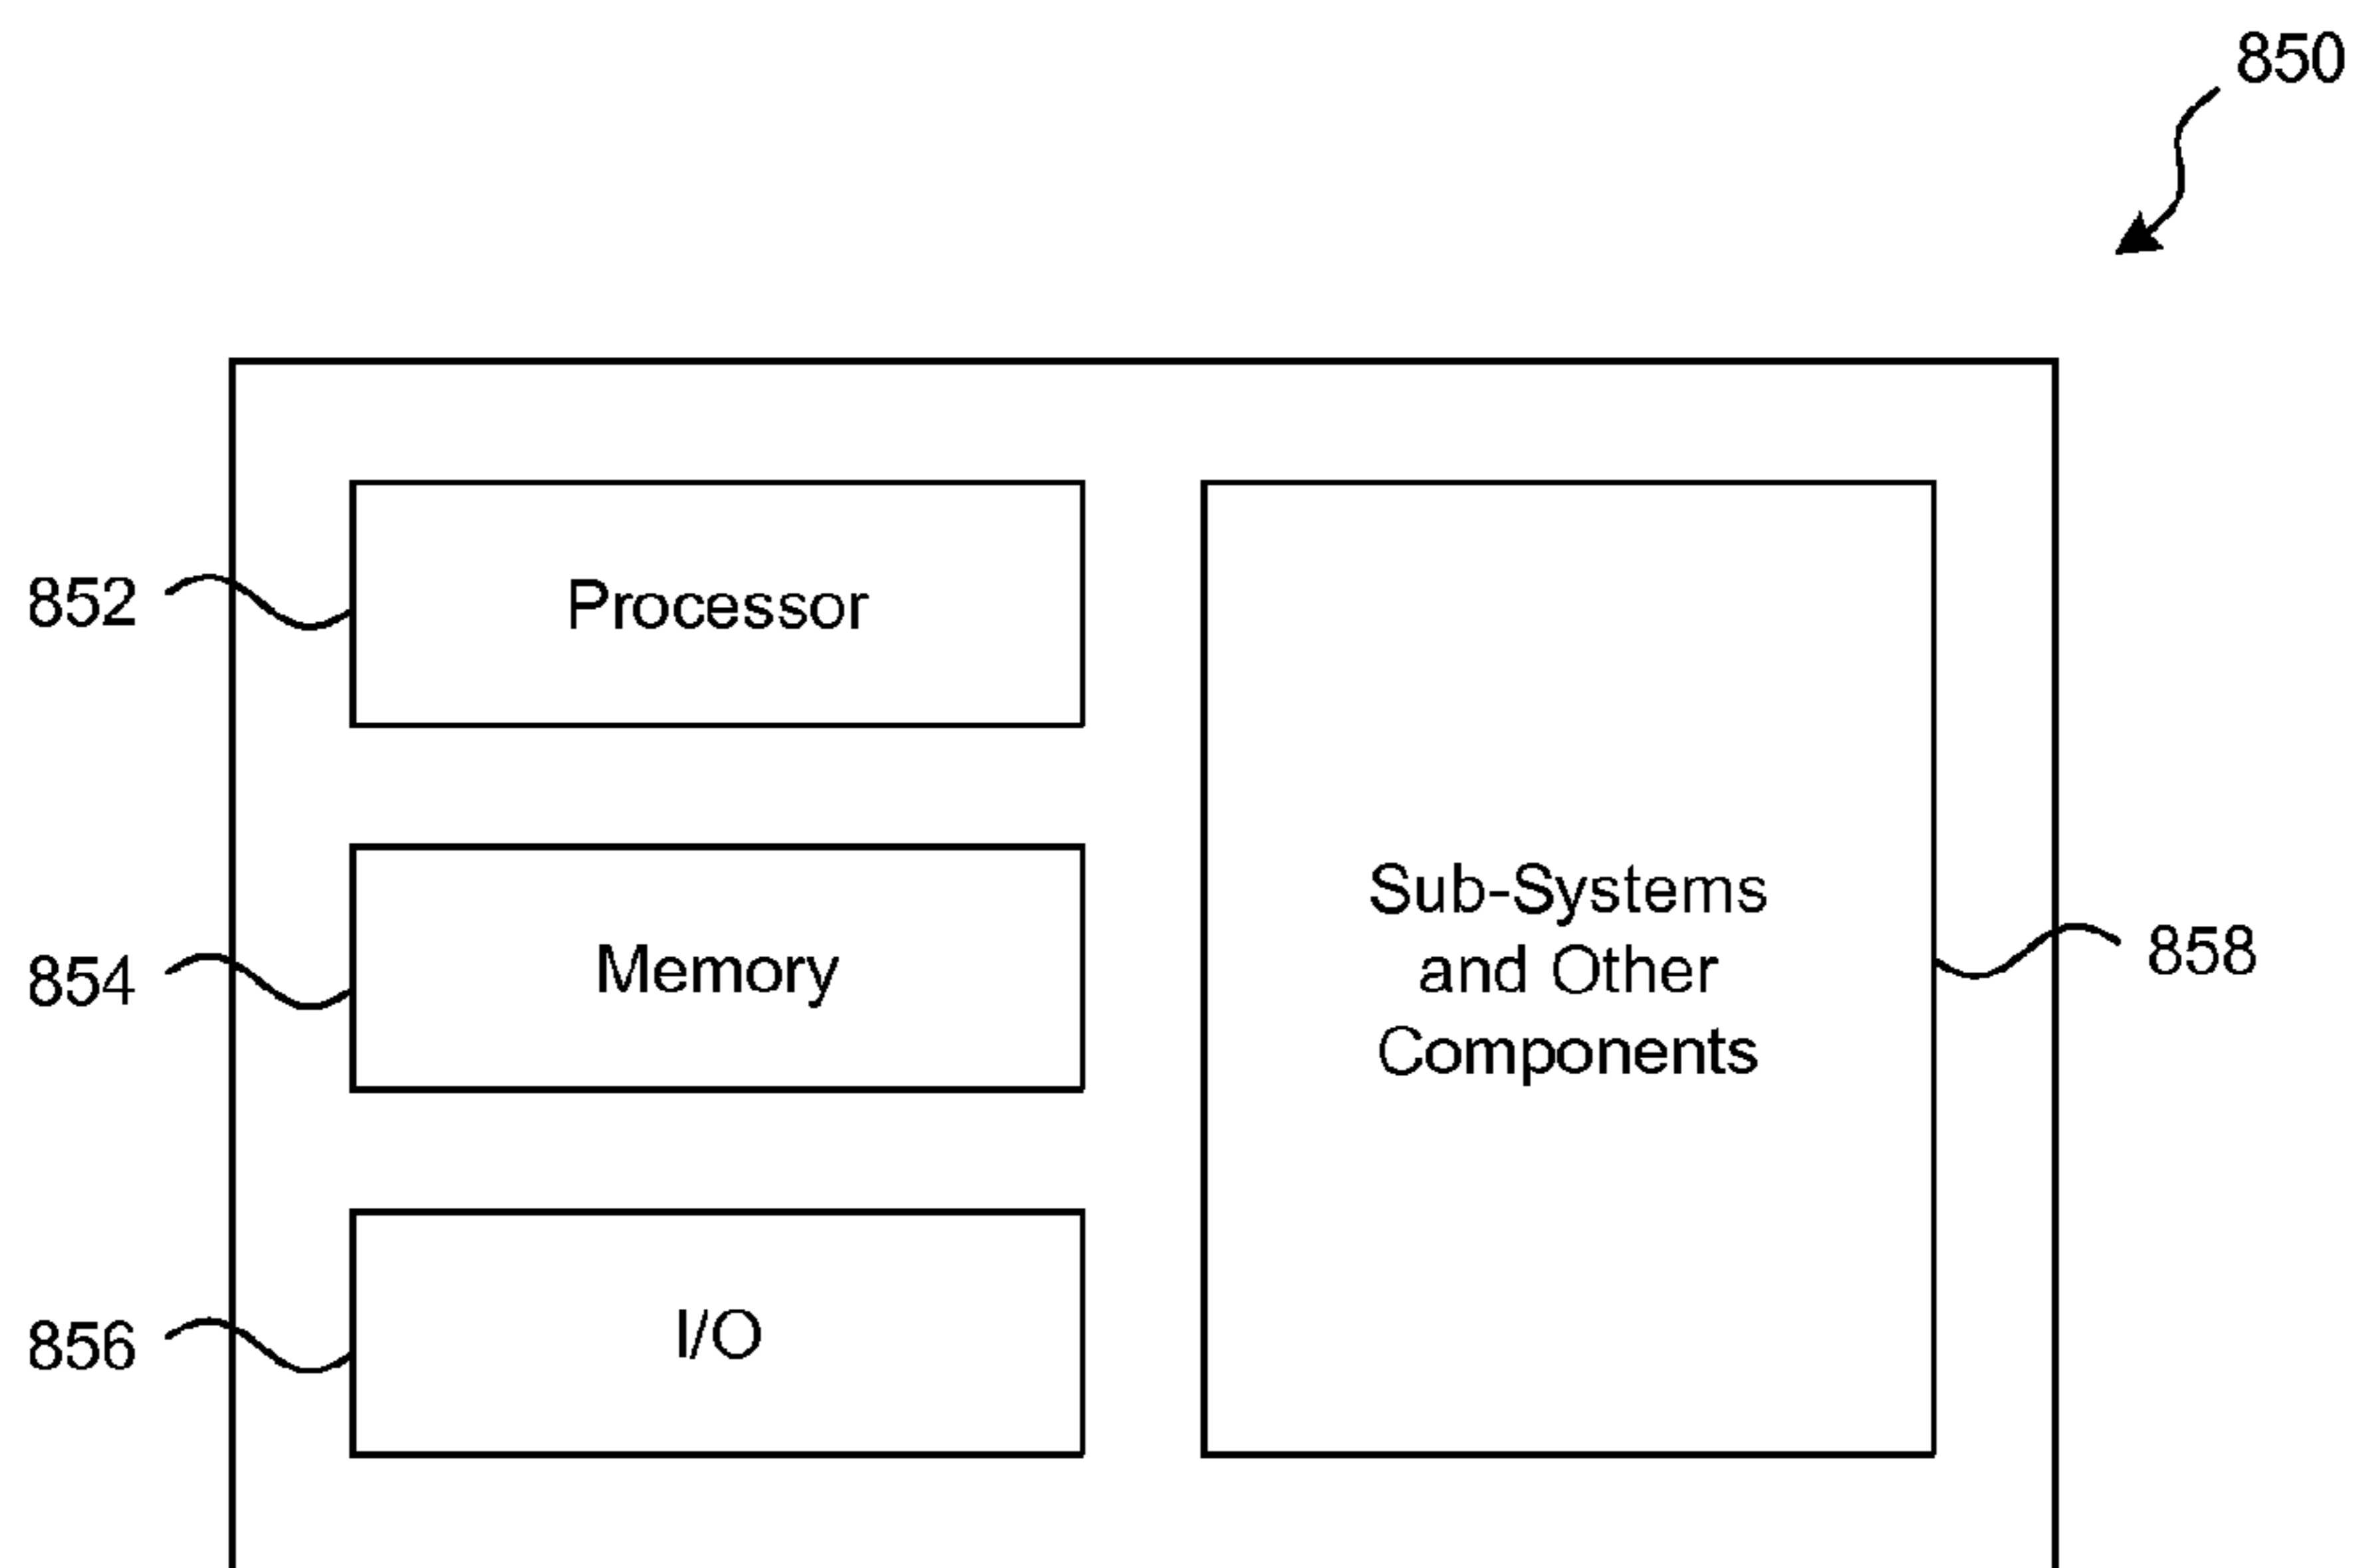 850
852
Processor
854
Memory
856
I/O
Sub-Systems
and Other
Components
858